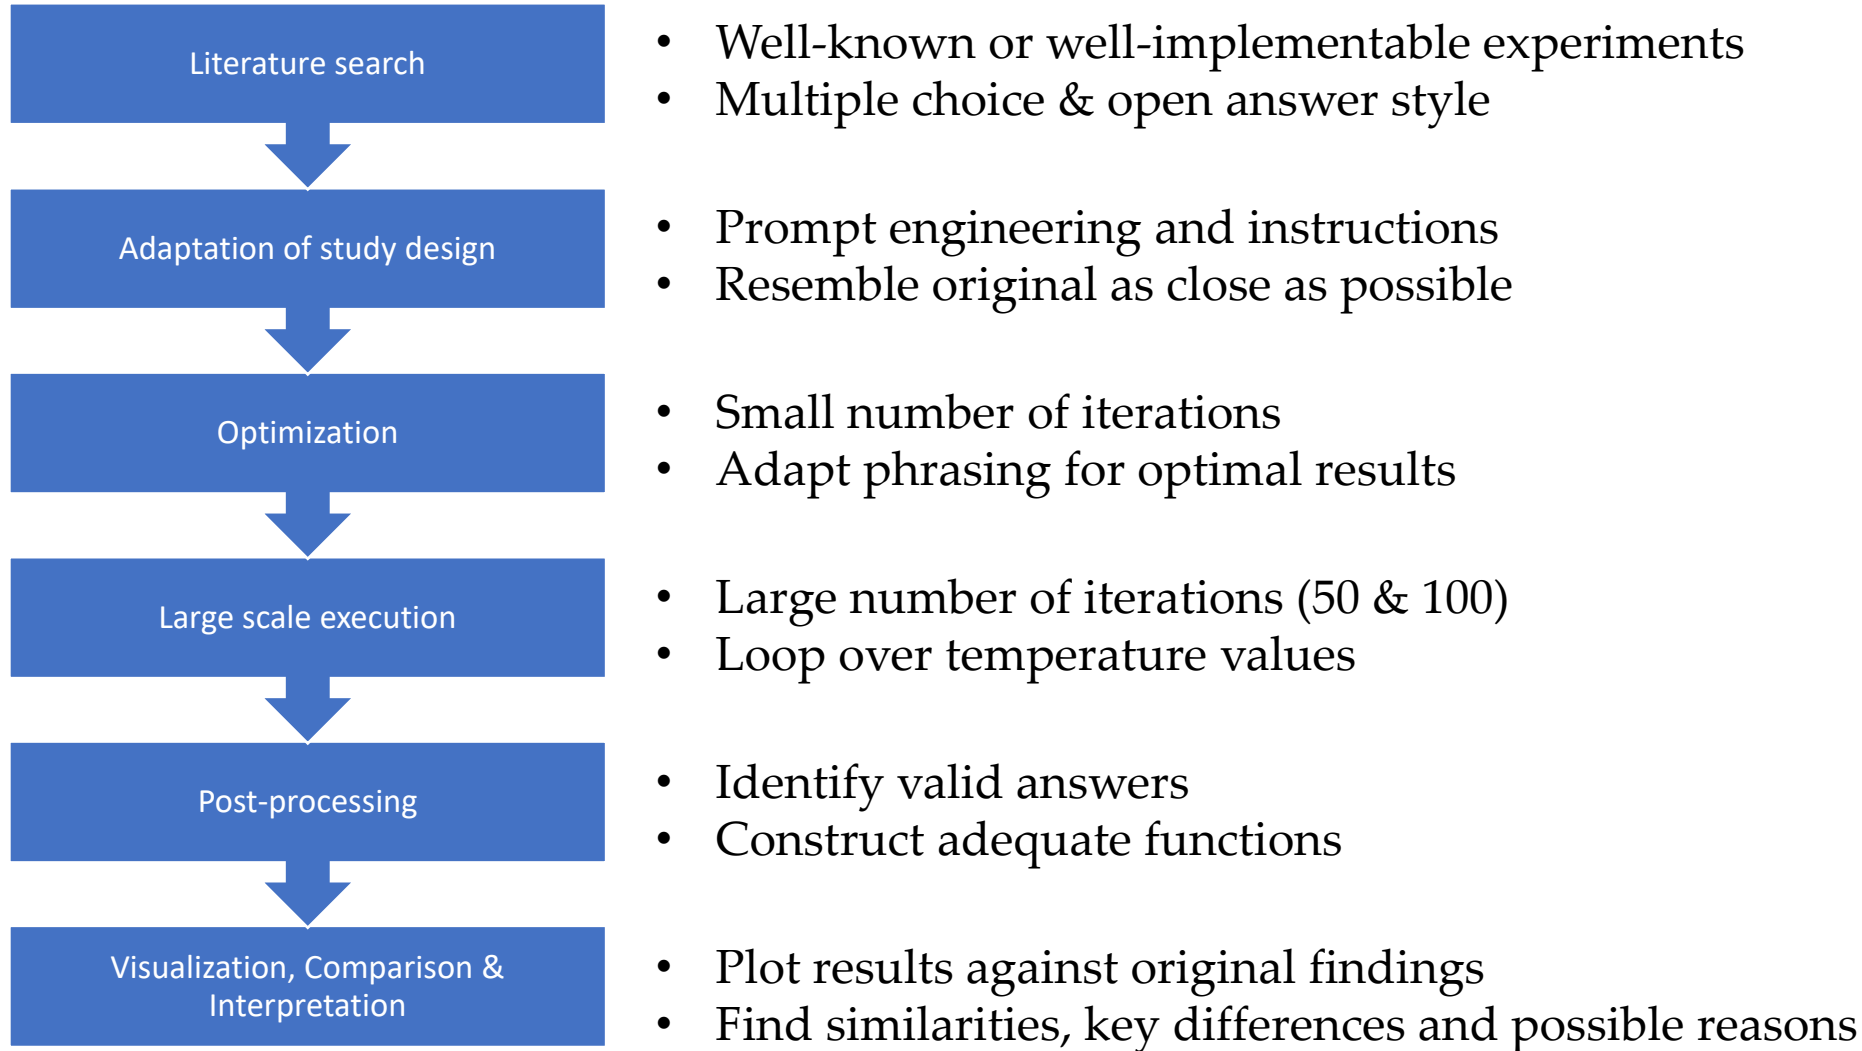 Literature search
• Well-known or well-implementable experiments
• Multiple choice & open answer style
Adaptation of study design
• Prompt engineering and instructions
• Resemble original as close as possible
Optimization
• Small number of iterations
• Adapt phrasing for optimal results
Large scale execution
• Large number of iterations (50 & 100)
• Loop over temperature values
Post-processing
• Identify valid answers
• Construct adequate functions
Visualization, Comparison &
Interpretation
• Plot results against original findings
• Find similarities, key differences and possible reasons